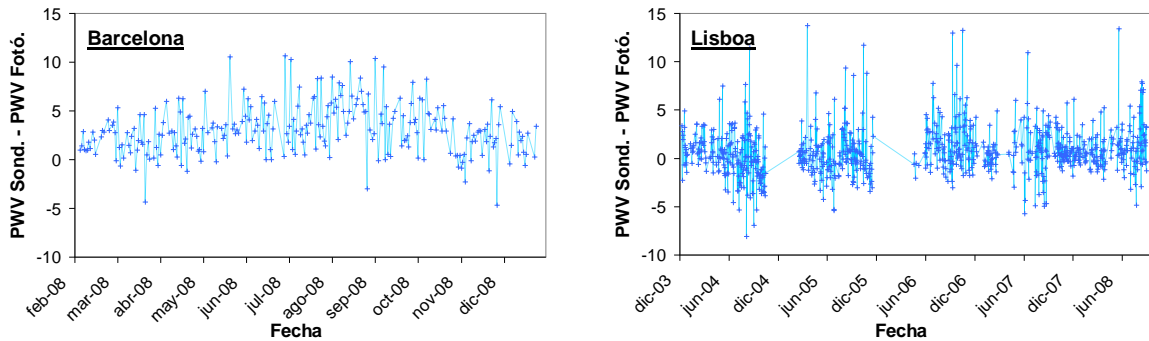 Barcelona
PWV Sond. - PWV Fotó.
15
10
5
0
-5
-10
feb-08
mar-08
abr-08
may-08
jun-08
jul-08
ago-08
sep-08
oct-08
nov-08
dic-08
Fecha
Lisboa
PWV Sond. - PWV Fotó.
15
10
5
0
-5
-10
dic-03
jun-04
dic-04
jun-05
dic-05
jun-06
dic-06
jun-07
dic-07
jun-08
Fecha